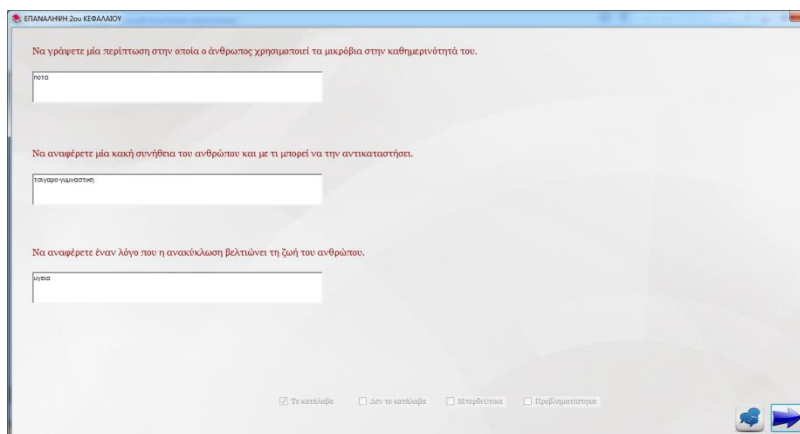 ΕΠΑΝΑΛΗΨΗ 2ου ΚΕΦΑΛΑΙΟΥ
Να γράψετε μία περίπτωση στην οποία ο άνθρωπος χρησιμοποιεί τα μικρόβια στην καθημερινότητά του.
ποτα
Να αναφέρετε μία κακή συνήθεια του ανθρώπου και με τι μπορεί να την αντικαταστήσει.
τσιγαρο-γυμναστικη
Να αναφέρετε έναν λόγο που η ανακύκλωση βελτιώνει τη ζωή του ανθρώπου.
υγεια
Το κατάλαβα Δεν το κατάλαβα Μπερδεύτικα Προβληματίστηκα